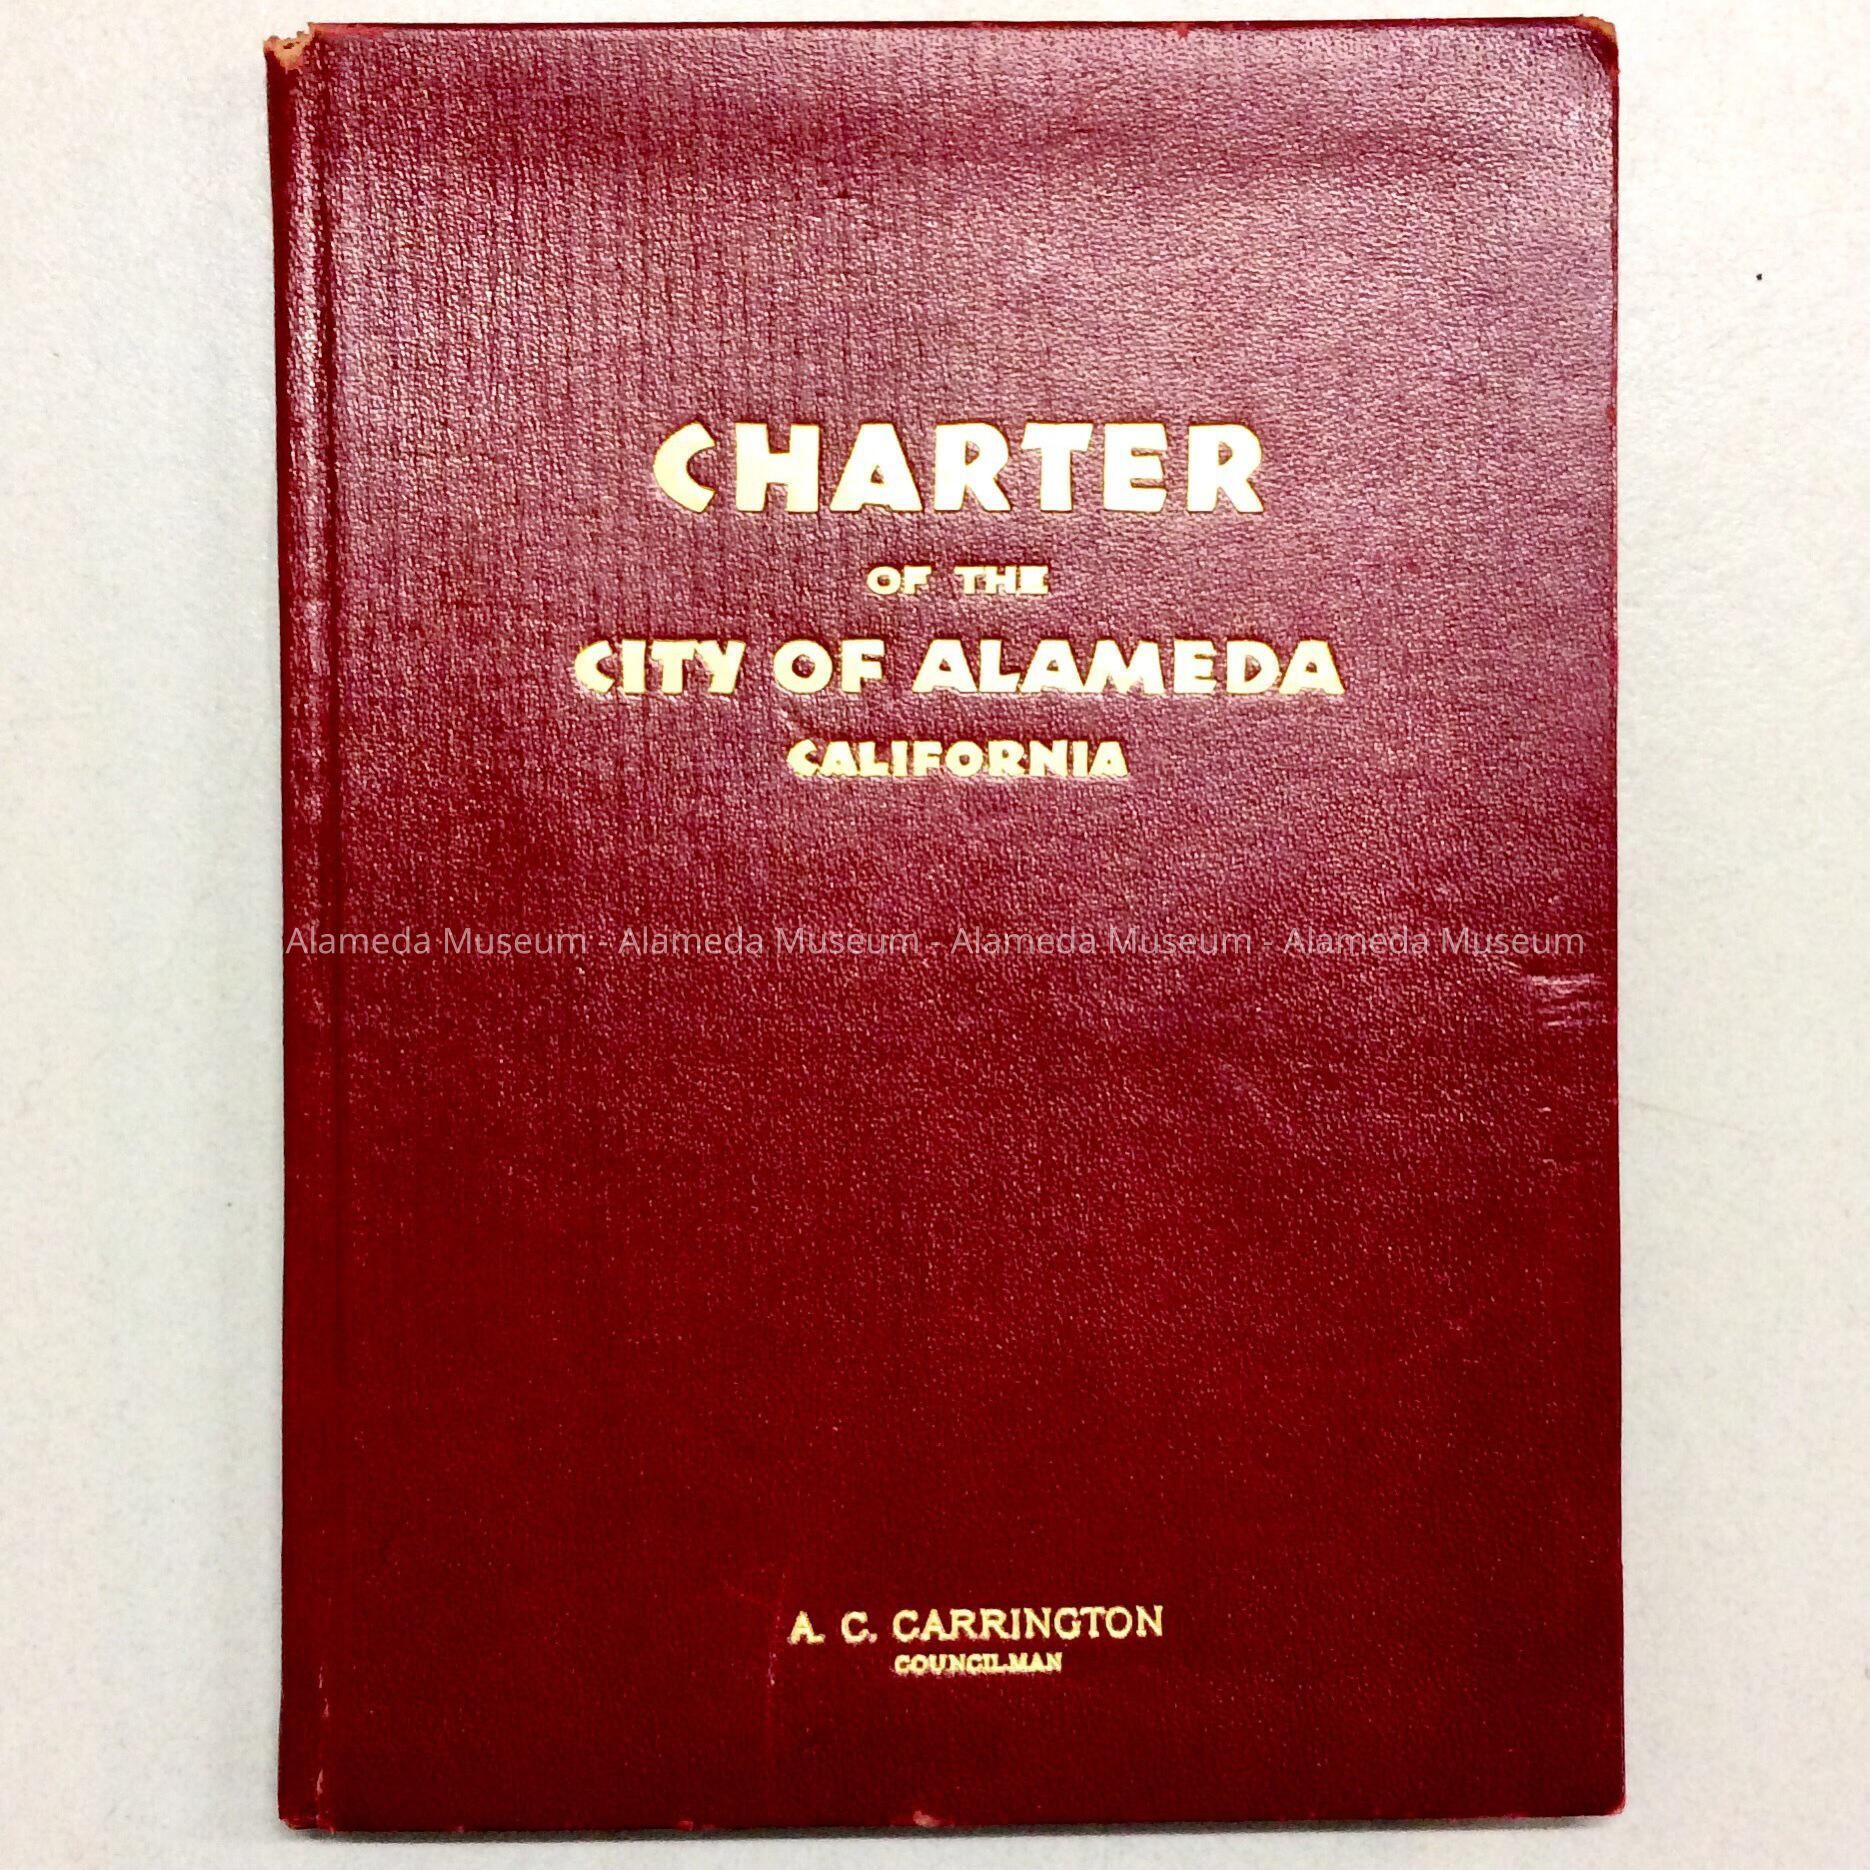 CHARTER
OF THE
CITY OF ALAMEDA
CALIFORNIA
Alameda Museum - Alameda Museum - Alameda Museum - Alameda Museum
A. C. CARRINGTON
COUNCILMAN